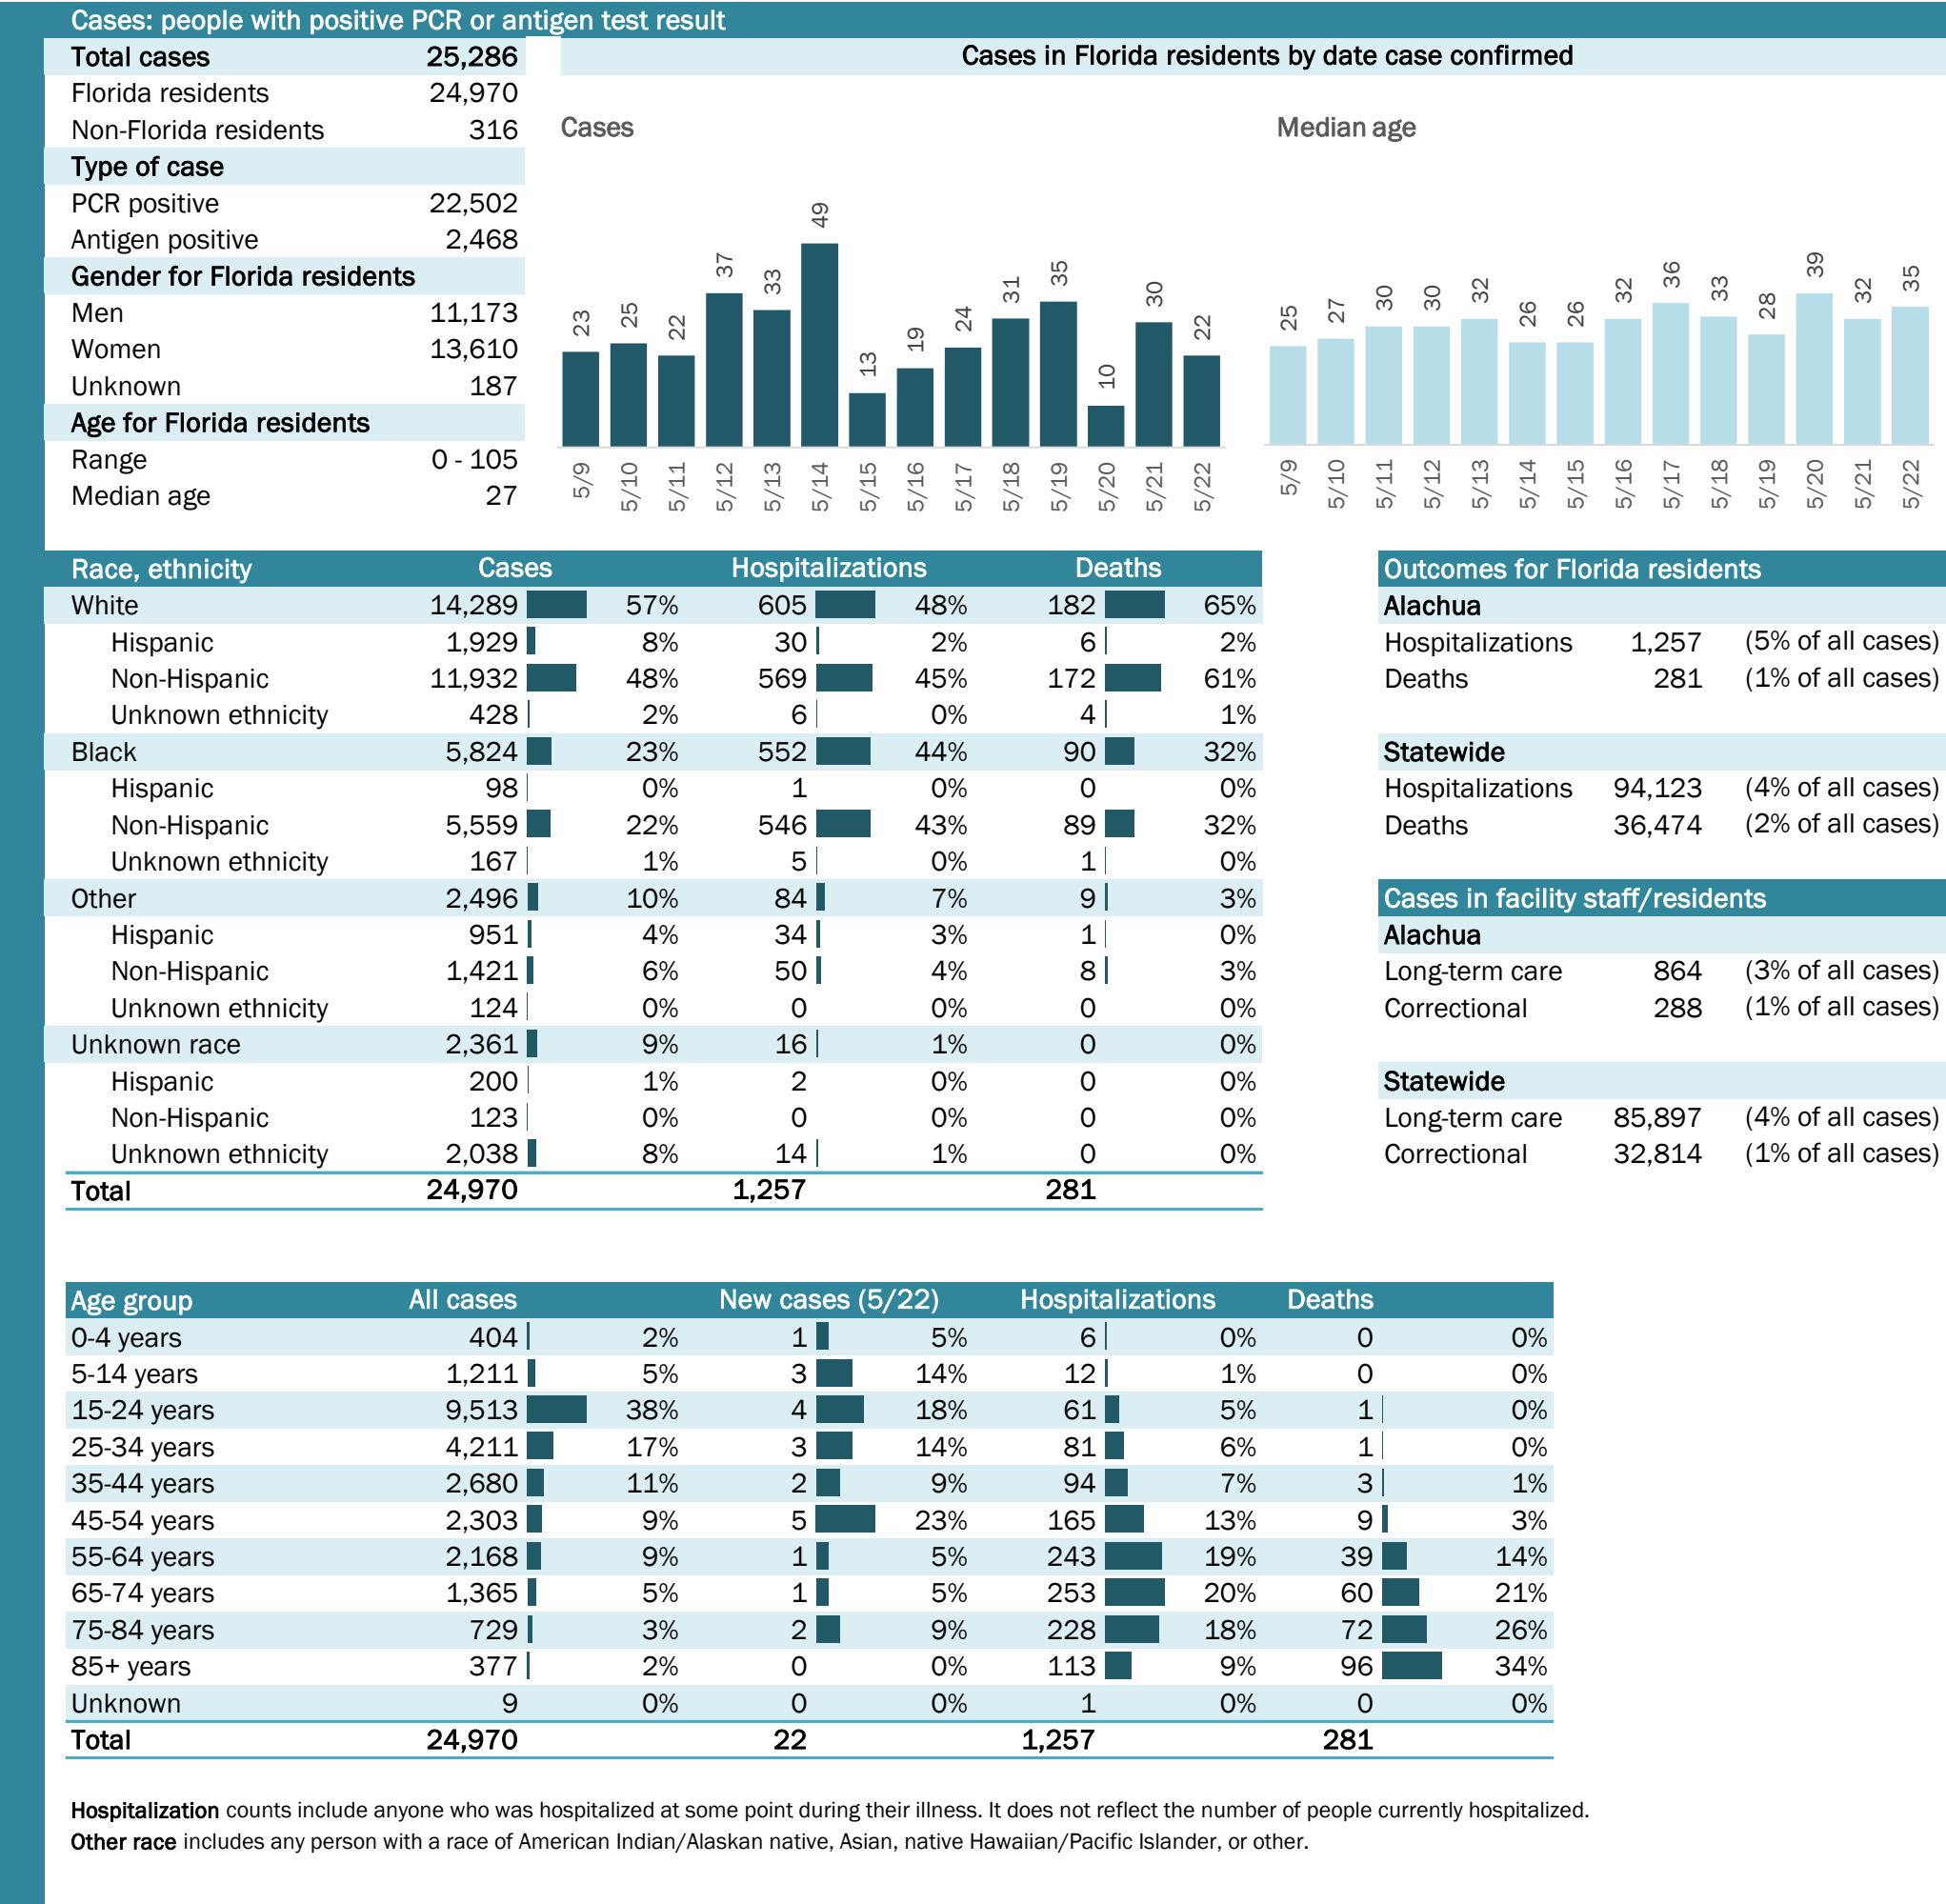 Cases: people with positive PCR or antigen test result
Total cases 25,286
Florida residents 24,970
Non-Florida residents 316
Type of case
PCR positive 22,502
Antigen positive 2,468
Gender for Florida residents
Men 11,173
Women 13,610
Unknown 187
Age for Florida residents
Range 0 - 105
Median age 27
Cases in Florida residents by date case confirmed
Cases
23 25 22 37 33 49 13 19 24 31 35 10 30 22
5/9 5/10 5/11 5/12 5/13 5/14 5/15 5/16 5/17 5/18 5/19 5/20 5/21 5/22
Median age
25 27 30 30 32 26 26 32 36 33 28 39 32 35
5/9 5/10 5/11 5/12 5/13 5/14 5/15 5/16 5/17 5/18 5/19 5/20 5/21 5/22
Race, ethnicity Cases Hospitalizations Deaths
White 14,289 57% 605 48% 182 65%
Hispanic 1,929 8% 30 2% 6 2%
Non-Hispanic 11,932 48% 569 45% 172 61%
Unknown ethnicity 428 2% 6 0% 4 1%
Black 5,824 23% 552 44% 90 32%
Hispanic 98 0% 1 0% 0 0%
Non-Hispanic 5,559 22% 546 43% 89 32%
Unknown ethnicity 167 1% 5 0% 1 0%
Other 2,496 10% 84 7% 9 3%
Hispanic 951 4% 34 3% 1 0%
Non-Hispanic 1,421 6% 50 4% 8 3%
Unknown ethnicity 124 0% 0 0% 0 0%
Unknown race 2,361 9% 16 1% 0 0%
Hispanic 200 1% 2 0% 0 0%
Non-Hispanic 123 0% 0 0% 0 0%
Unknown ethnicity 2,038 8% 14 1% 0 0%
Total 24,970 1,257 281
Outcomes for Florida residents
Alachua
Hospitalizations 1,257 (5% of all cases)
Deaths 281 (1% of all cases)
Statewide
Hospitalizations 94,123 (4% of all cases)
Deaths 36,474 (2% of all cases)
Cases in facility staff/residents
Alachua
Long-term care 864 (3% of all cases)
Correctional 288 (1% of all cases)
Statewide
Long-term care 85,897 (4% of all cases)
Correctional 32,814 (1% of all cases)
Age group All cases New cases (5/22) Hospitalizations Deaths
0-4 years 404 2% 1 5% 6 0% 0 0%
5-14 years 1,211 5% 3 14% 12 1% 0 0%
15-24 years 9,513 38% 4 18% 61 5% 1 0%
25-34 years 4,211 17% 3 14% 81 6% 1 0%
35-44 years 2,680 11% 2 9% 94 7% 3 1%
45-54 years 2,303 9% 5 23% 165 13% 9 3%
55-64 years 2,168 9% 1 5% 243 19% 39 14%
65-74 years 1,365 5% 1 5% 253 20% 60 21%
75-84 years 729 3% 2 9% 228 18% 72 26%
85+ years 377 2% 0 0% 113 9% 96 34%
Unknown 9 0% 0 0% 1 0% 0 0%
Total 24,970 22 1,257 281
Hospitalization counts include anyone who was hospitalized at some point during their illness. It does not reflect the number of people currently hospitalized.
Other race includes any person with a race of American Indian/Alaskan native, Asian, native Hawaiian/Pacific Islander, or other.